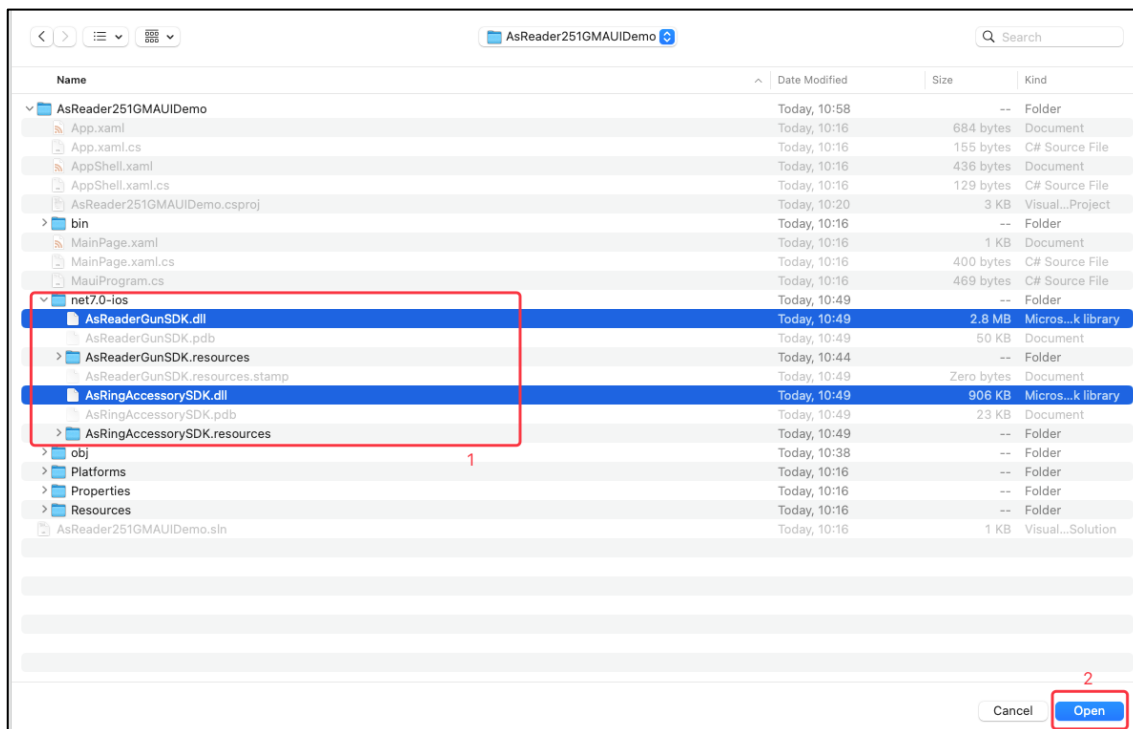 AsReader251GMAUIDemo
Search
Name Date Modified Size Kind
AsReader251GMAUIDemo Today, 10:58 -- Folder
App.xaml Today, 10:16 684 bytes Document
App.xaml.cs Today, 10:16 155 bytes C# Source File
AppShell.xaml Today, 10:16 436 bytes Document
AppShell.xaml.cs Today, 10:16 129 bytes C# Source File
AsReader251GMAUIDemo.csproj Today, 10:20 3 KB Visual...Project
bin Today, 10:16 -- Folder
MainPage.xaml Today, 10:16 1 KB Document
MainPage.xaml.cs Today, 10:16 400 bytes C# Source File
MauiProgram.cs Today, 10:16 469 bytes C# Source File
net7.0-ios Today, 10:49 -- Folder
AsReaderGunSDK.dll Today, 10:49 2.8 MB Micros...k library
AsReaderGunSDK.pdb Today, 10:49 50 KB Document
AsReaderGunSDK.resources Today, 10:44 -- Folder
AsReaderGunSDK.resources.stamp Today, 10:49 Zero bytes Document
AsRingAccessorySDK.dll Today, 10:49 906 KB Micros...k library
AsRingAccessorySDK.pdb Today, 10:49 23 KB Document
AsRingAccessorySDK.resources Today, 10:49 -- Folder
obj Today, 10:38 -- Folder
1
Platforms Today, 10:16 -- Folder
Properties Today, 10:16 -- Folder
Resources Today, 10:16 -- Folder
AsReader251GMAUIDemo.sln Today, 10:16 1 KB Visual...Solution
2
Cancel Open